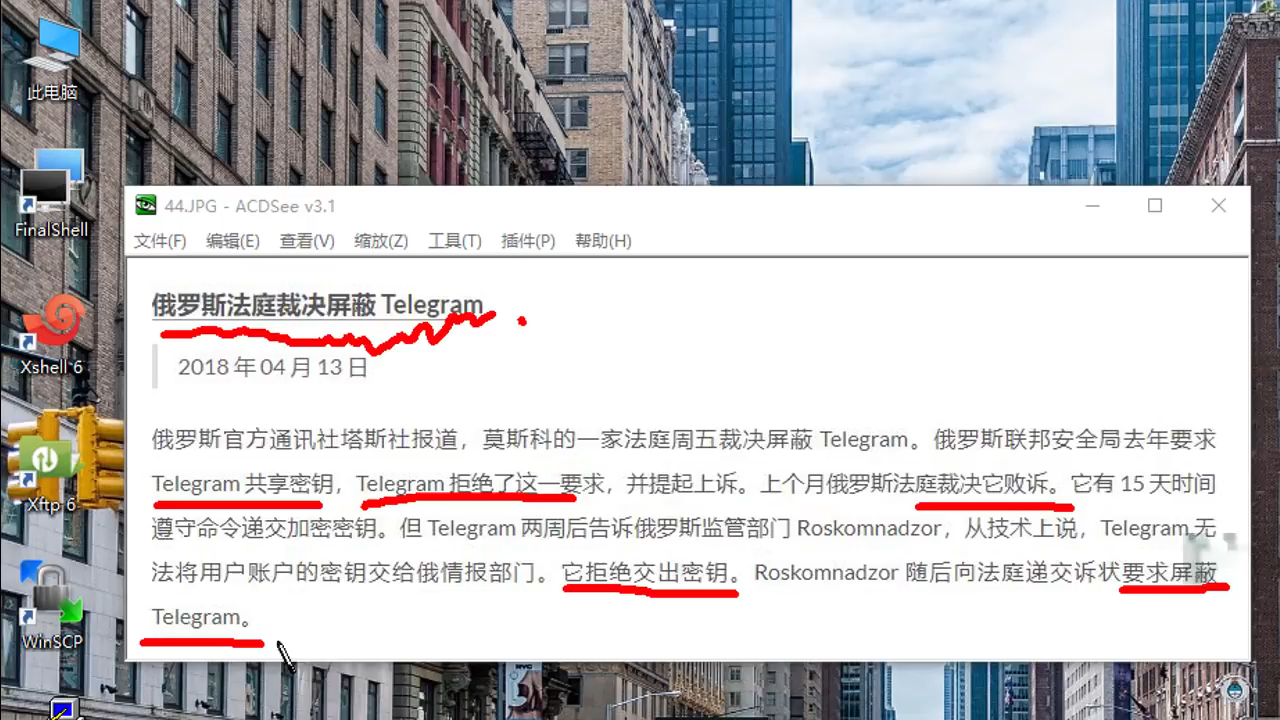 此电脑
FinalShell
Xshell 6
Xftp 6
WinSCP
44.JPG - ACDSee v3.1
文件(F) 编辑(E) 查看(V) 缩放(Z) 工具(T) 插件(P) 帮助(H)
俄罗斯法庭裁决屏蔽 Telegram
2018 年 04 月 13 日
俄罗斯官方通讯社塔斯社报道，莫斯科的一家法庭周五裁决屏蔽 Telegram。俄罗斯联邦安全局去年要求
Telegram 共享密钥，Telegram 拒绝了这一要求，并提起上诉。上个月俄罗斯法庭裁决它败诉。它有 15 天时间
遵守命令递交加密密钥。但 Telegram 两周后告诉俄罗斯监管部门 Roskomnadzor，从技术上说，Telegram 无
法将用户账户的密钥交给俄情报部门。它拒绝交出密钥。Roskomnadzor 随后向法庭递交诉状要求屏蔽
Telegram。
NYC